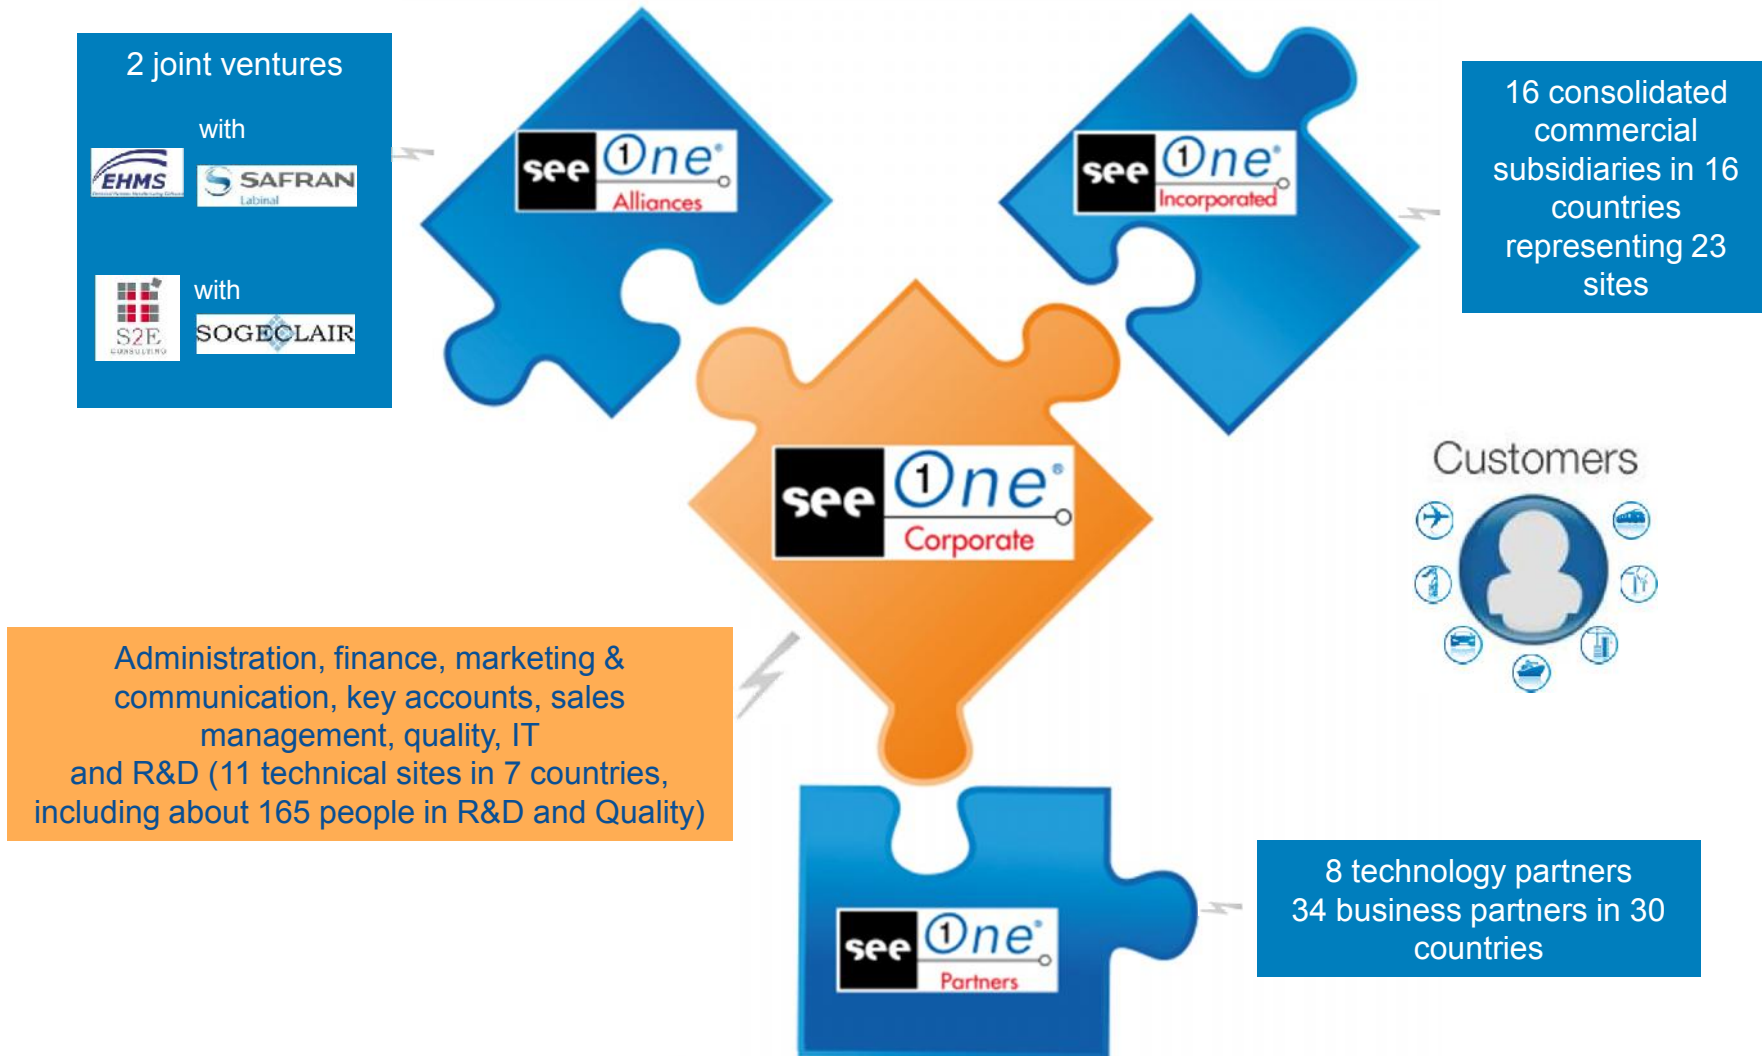 2 joint ventures
with
EHMS
SAFRAN
Labinal
with
S2E
CONSULTING
SOGECLAIR
see One®
Alliances
see One®
Incorporated
16 consolidated
commercial
subsidiaries in 16
countries
representing 23
sites
see One®
Corporate
Customers
Administration, finance, marketing &
communication, key accounts, sales
management, quality, IT
and R&D (11 technical sites in 7 countries,
including about 165 people in R&D and Quality)
see One®
Partners
8 technology partners
34 business partners in 30
countries